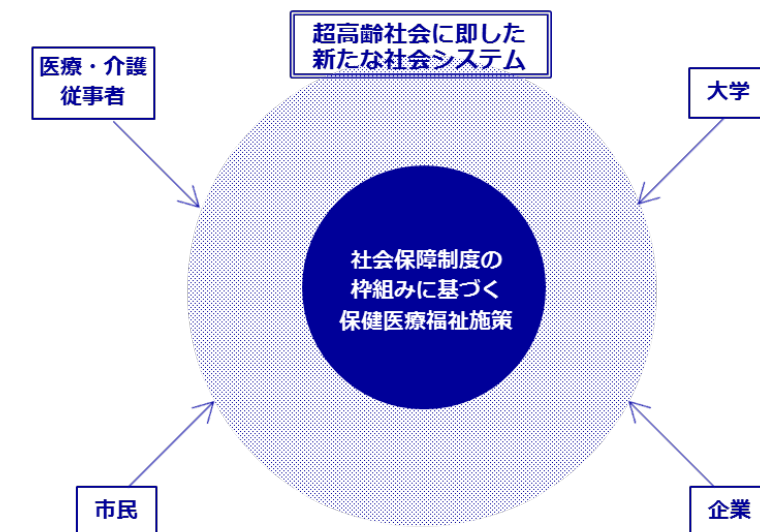 超高齢社会に即した
新たな社会システム
医療・介護
従事者
大学
社会保障制度の
枠組みに基づく
保健医療福祉施策
市民
企業